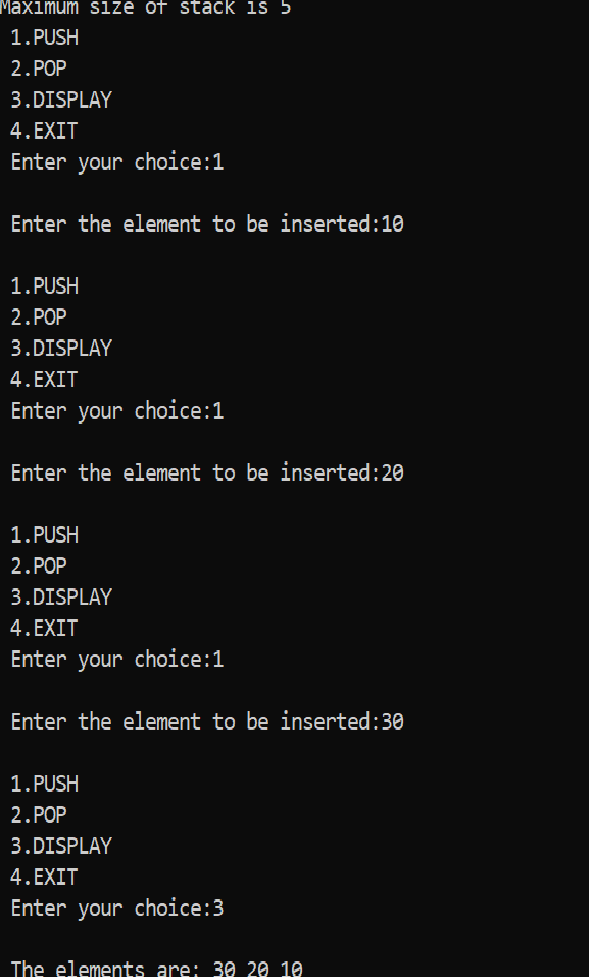 Maximum size of stack is 5
1.PUSH
2.POP
3.DISPLAY
4.EXIT
Enter your choice:1
Enter the element to be inserted:10
1.PUSH
2.POP
3.DISPLAY
4.EXIT
Enter your choice:1
Enter the element to be inserted:20
1.PUSH
2.POP
3.DISPLAY
4.EXIT
Enter your choice:1
Enter the element to be inserted:30
1.PUSH
2.POP
3.DISPLAY
4.EXIT
Enter your choice:3
The elements are: 30 20 10